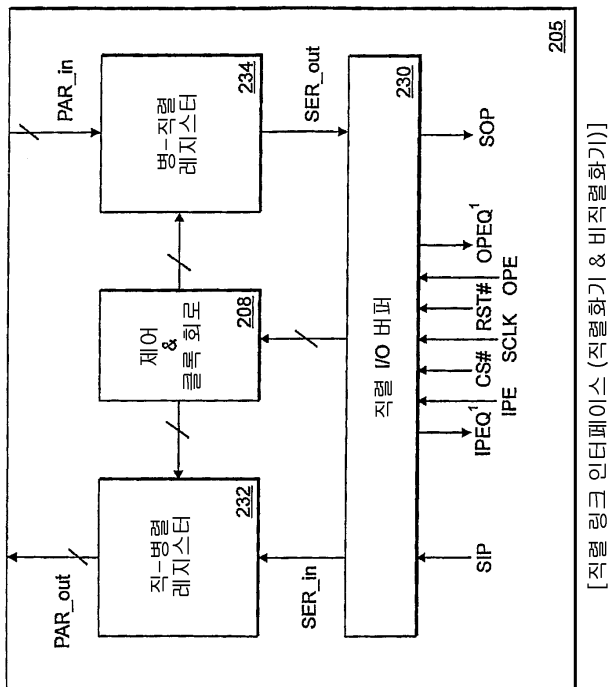 205
PAR_out
PAR_in
직-병렬
레지스터
232
제어
&
클록 회로
208
병-직렬
레지스터
234
SER_in
SER_out
직렬 I/O 버퍼
230
SIP
IPEQ¹
IPE
CS#
SCLK
RST#
OPE
OPEQ¹
SOP
[직렬 링크 인터페이스 (직렬화기 & 비직렬화기)]